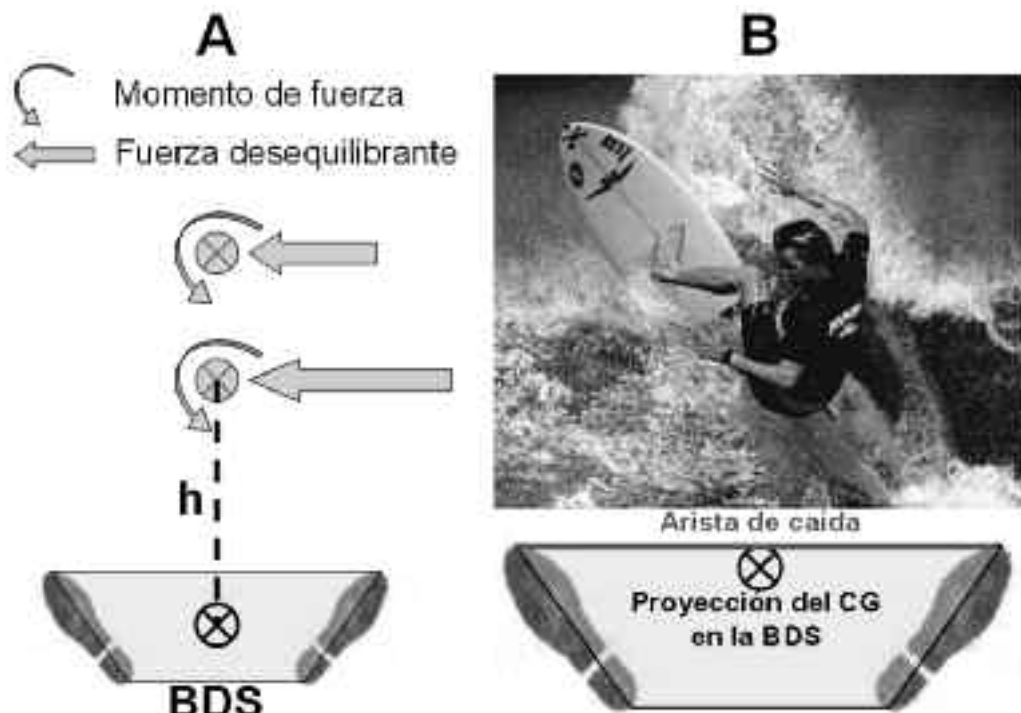 A
Momento de fuerza
Fuerza desequilibrante
h
BDS
B
Arista de caída
Proyección del CG
en la BDS